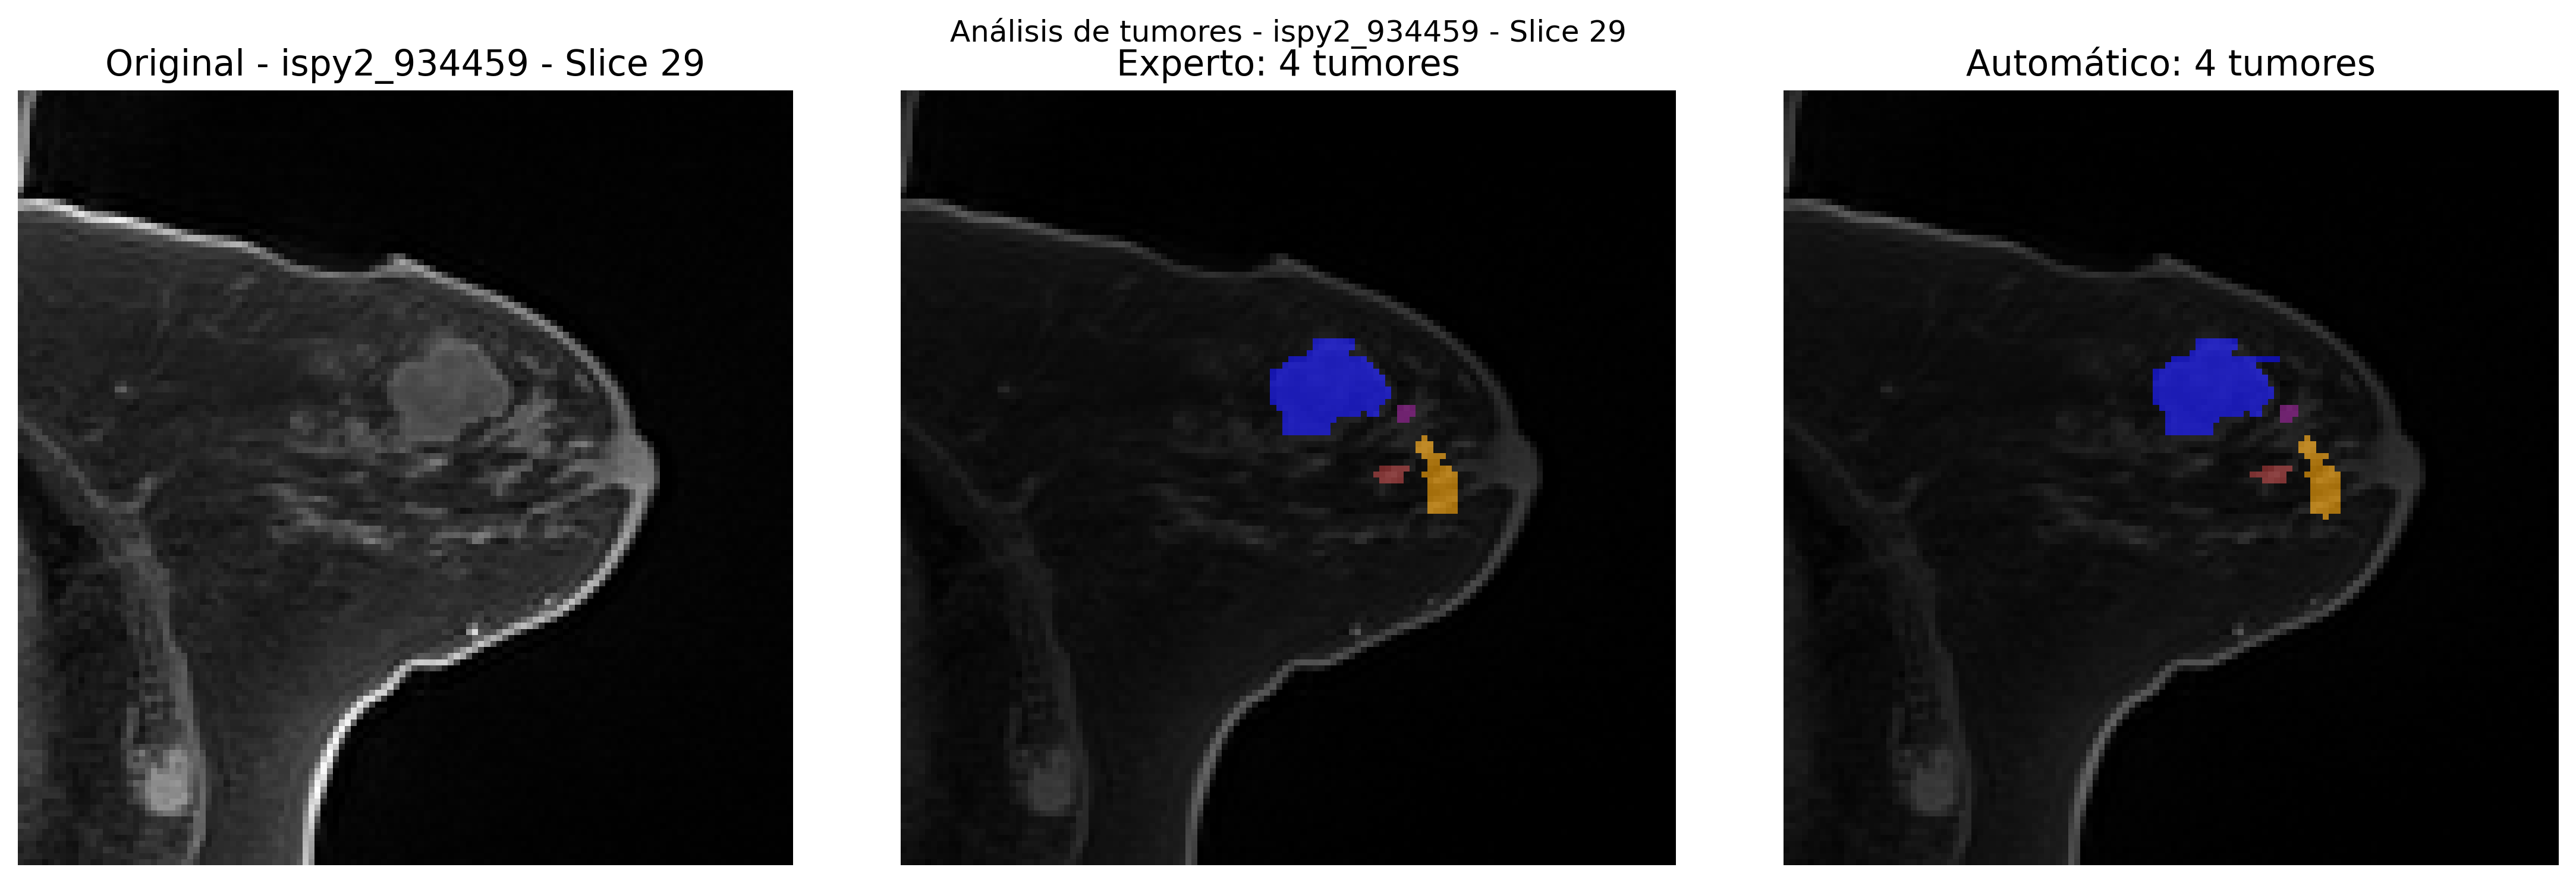 Análisis de tumores - ispy2_934459 - Slice 29
Original - ispy2_934459 - Slice 29
Experto: 4 tumores
Automático: 4 tumores